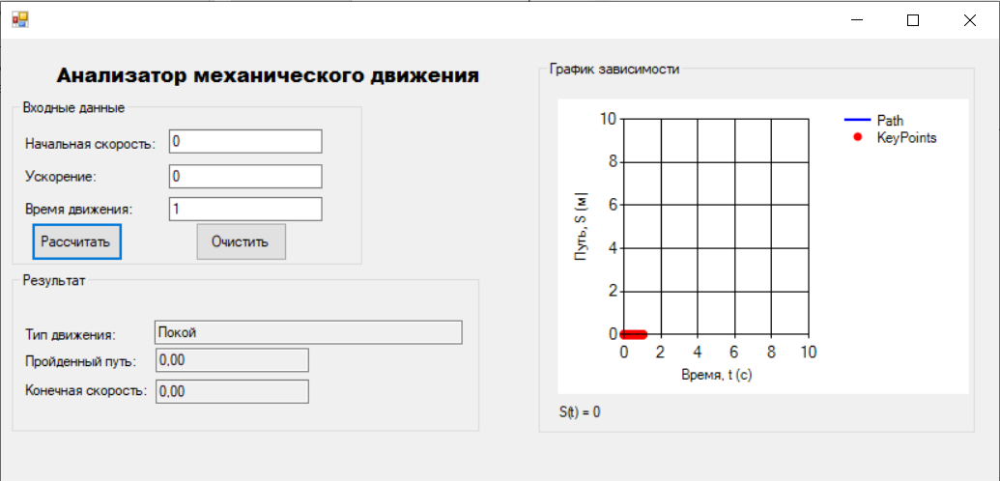 Анализатор механического движения
Входные данные
Начальная скорость: 0
Ускорение: 0
Время движения: 1
Рассчитать Очистить
Результат
Тип движения: Покой
Пройденный путь: 0,00
Конечная скорость: 0,00
График зависимости
Path
KeyPoints
10
8
6
4
2
0
Путь, S (м|
0 2 4 6 8 10
Время, t (с)
S(t) = 0